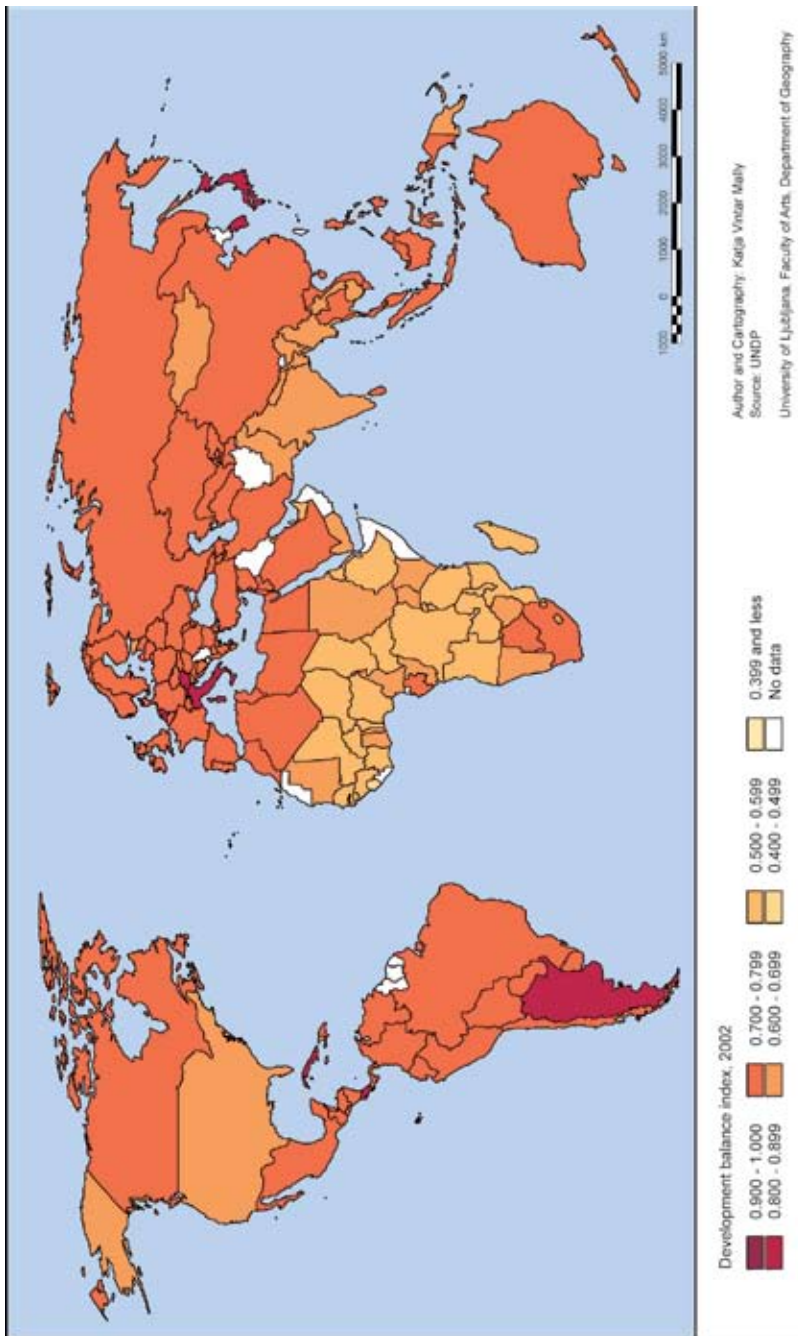 1000 0 1000 2000 3000 4000 5000 km
Development balance index, 2002
0.900 - 1.000
0.800 - 0.899
0.700 - 0.799
0.600 - 0.699
0.500 - 0.599
0.400 - 0.499
0.399 and less
No data
Author and Cartography: Katja Vintar Mally
Source: UNDP
University of Ljubljana, Faculty of Arts, Department of Geography